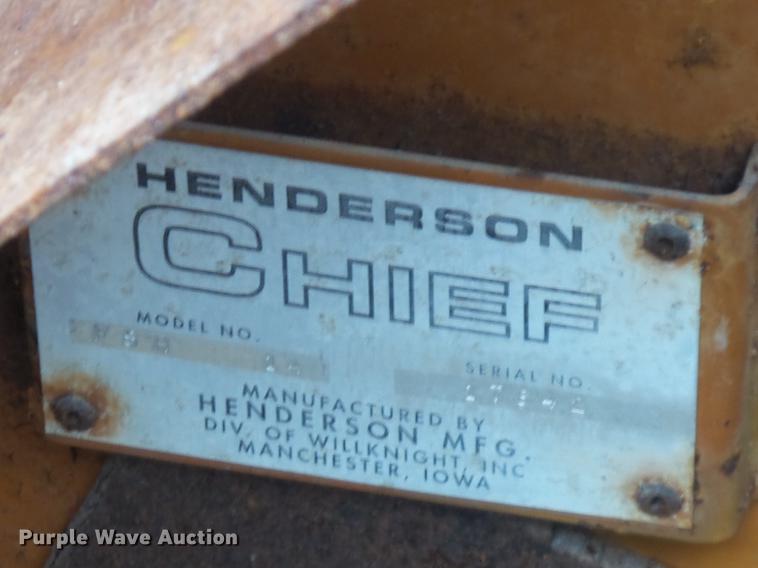 HENDERSON
CHIEF
MODEL NO.
SERIAL NO.
MANUFACTURED BY
HENDERSON MFG.
DIV. OF WILLKNIGHT, INC
MANCHESTER, IOWA
Purple Wave Auction